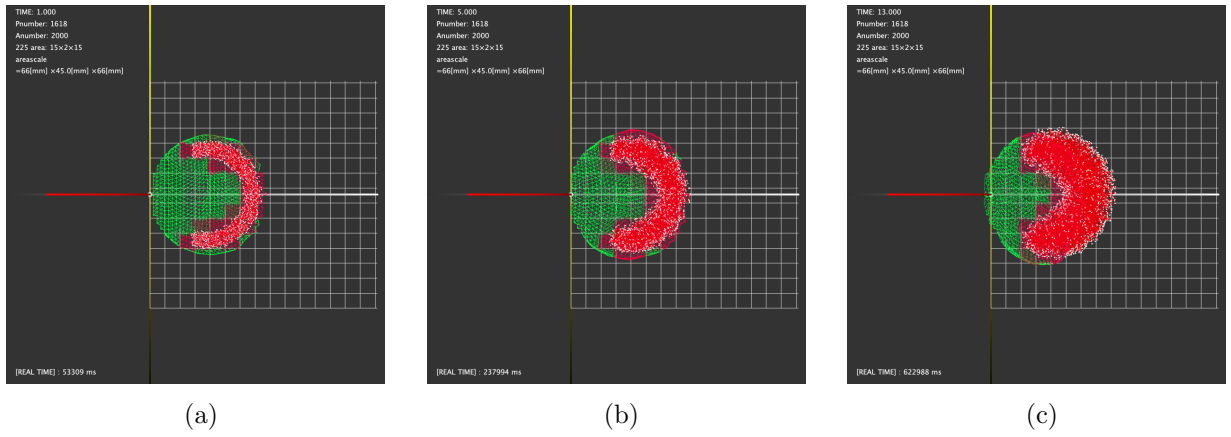 TIME: 1.000
Pnumber: 1618
Anumber: 2000
225 area: 15×2×15
areascale
=66[mm] ×45.0[mm] ×66[mm]
[REAL TIME] : 53309 ms
(a)
TIME: 5.000
Pnumber: 1618
Anumber: 2000
225 area: 15×2×15
areascale
=66[mm] ×45.0[mm] ×66[mm]
[REAL TIME] : 237994 ms
(b)
TIME: 13.000
Pnumber: 1618
Anumber: 2000
225 area: 15×2×15
areascale
=66[mm] ×45.0[mm] ×66[mm]
[REAL TIME] : 622988 ms
(c)